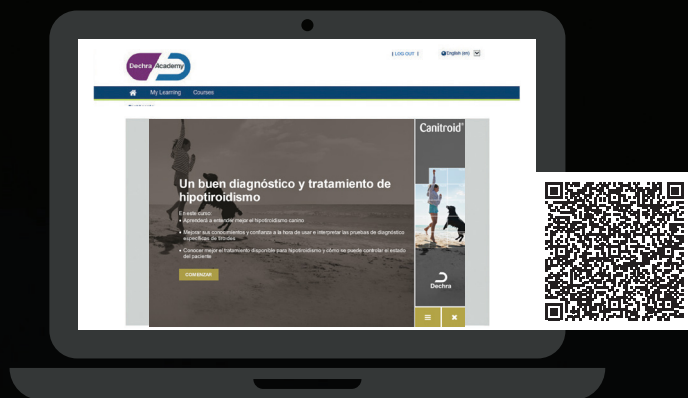 Dechra Academy
| LOG OUT |
English (en)
My Learning
Courses
Canitroid®
Un buen diagnóstico y tratamiento de
hipotiroidismo
En este curso:
• Aprenderá a entender mejor el hipotiroidismo canino
• Mejorar sus conocimientos y confianza a la hora de usar e interpretar las pruebas de diagnóstico
específicas de tiroides
• Conocer mejor el tratamiento disponible para hipotiroidismo y cómo se puede controlar el estado
del paciente
COMENZAR
Dechra